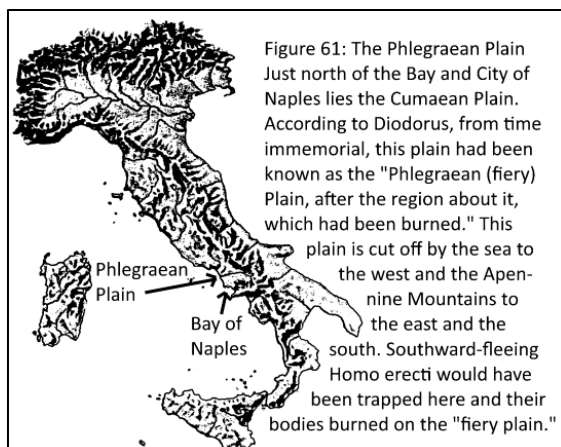 Figure 61: The Phlegraean Plain
Just north of the Bay and City of
Naples lies the Cumaean Plain.
According to Diodorus, from time
immemorial, this plain had been
known as the "Phlegraean (fiery)
Plain, after the region about it,
which had been burned." This
plain is cut off by the sea to
the west and the Apen-
nine Mountains to
the east and the
south. Southward-fleeing
Homo erecti would have
been trapped here and their
bodies burned on the "fiery plain."
Phlegraean
Plain
Bay of
Naples